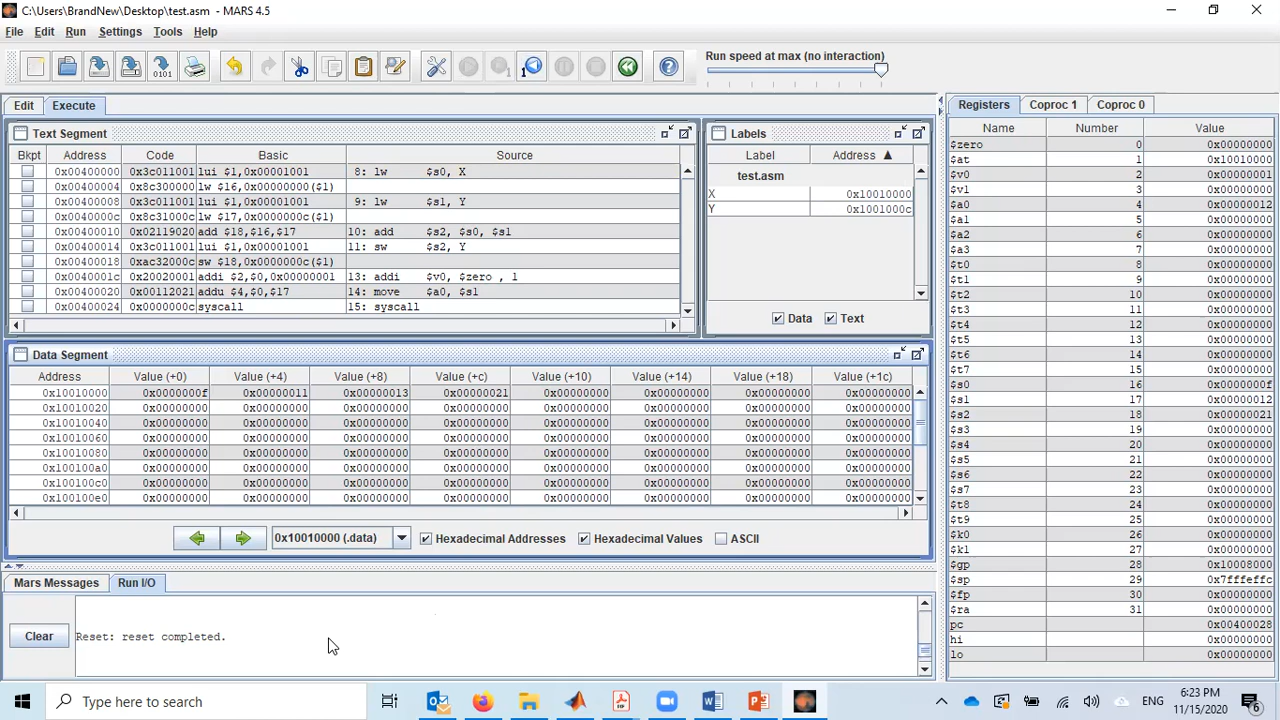 C:\Users\BrandNew\Desktop\test.asm - MARS 4.5
File Edit Run Settings Tools Help
Run speed at max (no interaction)
Edit Execute
Text Segment
Bkpt Address Code Basic Source
0x00400000 0x3c011001 lui $1,0x00001001 8: lw $s0, X
0x00400004 0x8c300000 lw $16,0x00000000($1)
0x00400008 0x3c011001 lui $1,0x00001001 9: lw $s1, Y
0x0040000c 0x8c31000c lw $17,0x0000000c($1)
0x00400010 0x02119020 add $18,$16,$17 10: add $s2, $s0, $s1
0x00400014 0x3c011001 lui $1,0x00001001 11: sw $s2, Y
0x00400018 0xac32000c sw $18,0x0000000c($1)
0x0040001c 0x20020001 addi $2,$0,0x00000001 13: addi $v0, $zero , 1
0x00400020 0x00112021 addu $4,$0,$17 14: move $a0, $s1
0x00400024 0x0000000c syscall 15: syscall
Labels
Label Address ▲
test.asm
X 0x10010000
Y 0x1001000c
Data Text
Data Segment
Address Value (+0) Value (+4) Value (+8) Value (+c) Value (+10) Value (+14) Value (+18) Value (+1c)
0x10010000 0x0000000f 0x00000011 0x00000013 0x00000021 0x00000000 0x00000000 0x00000000 0x00000000
0x10010020 0x00000000 0x00000000 0x00000000 0x00000000 0x00000000 0x00000000 0x00000000 0x00000000
0x10010040 0x00000000 0x00000000 0x00000000 0x00000000 0x00000000 0x00000000 0x00000000 0x00000000
0x10010060 0x00000000 0x00000000 0x00000000 0x00000000 0x00000000 0x00000000 0x00000000 0x00000000
0x10010080 0x00000000 0x00000000 0x00000000 0x00000000 0x00000000 0x00000000 0x00000000 0x00000000
0x100100a0 0x00000000 0x00000000 0x00000000 0x00000000 0x00000000 0x00000000 0x00000000 0x00000000
0x100100c0 0x00000000 0x00000000 0x00000000 0x00000000 0x00000000 0x00000000 0x00000000 0x00000000
0x100100e0 0x00000000 0x00000000 0x00000000 0x00000000 0x00000000 0x00000000 0x00000000 0x00000000
0x10010000 (.data) Hexadecimal Addresses Hexadecimal Values ASCII
Mars Messages Run I/O
Clear
Reset: reset completed.
Registers Coproc 1 Coproc 0
Name Number Value
$zero 0 0x00000000
$at 1 0x10010000
$v0 2 0x00000001
$v1 3 0x00000000
$a0 4 0x00000012
$a1 5 0x00000000
$a2 6 0x00000000
$a3 7 0x00000000
$t0 8 0x00000000
$t1 9 0x00000000
$t2 10 0x00000000
$t3 11 0x00000000
$t4 12 0x00000000
$t5 13 0x00000000
$t6 14 0x00000000
$t7 15 0x00000000
$s0 16 0x0000000f
$s1 17 0x00000012
$s2 18 0x00000021
$s3 19 0x00000000
$s4 20 0x00000000
$s5 21 0x00000000
$s6 22 0x00000000
$s7 23 0x00000000
$t8 24 0x00000000
$t9 25 0x00000000
$k0 26 0x00000000
$k1 27 0x00000000
$gp 28 0x10008000
$sp 29 0x7fffeffc
$fp 30 0x00000000
$ra 31 0x00000000
pc 0x00400028
hi 0x00000000
lo 0x00000000
Type here to search
ENG
6:23 PM
11/15/2020
6